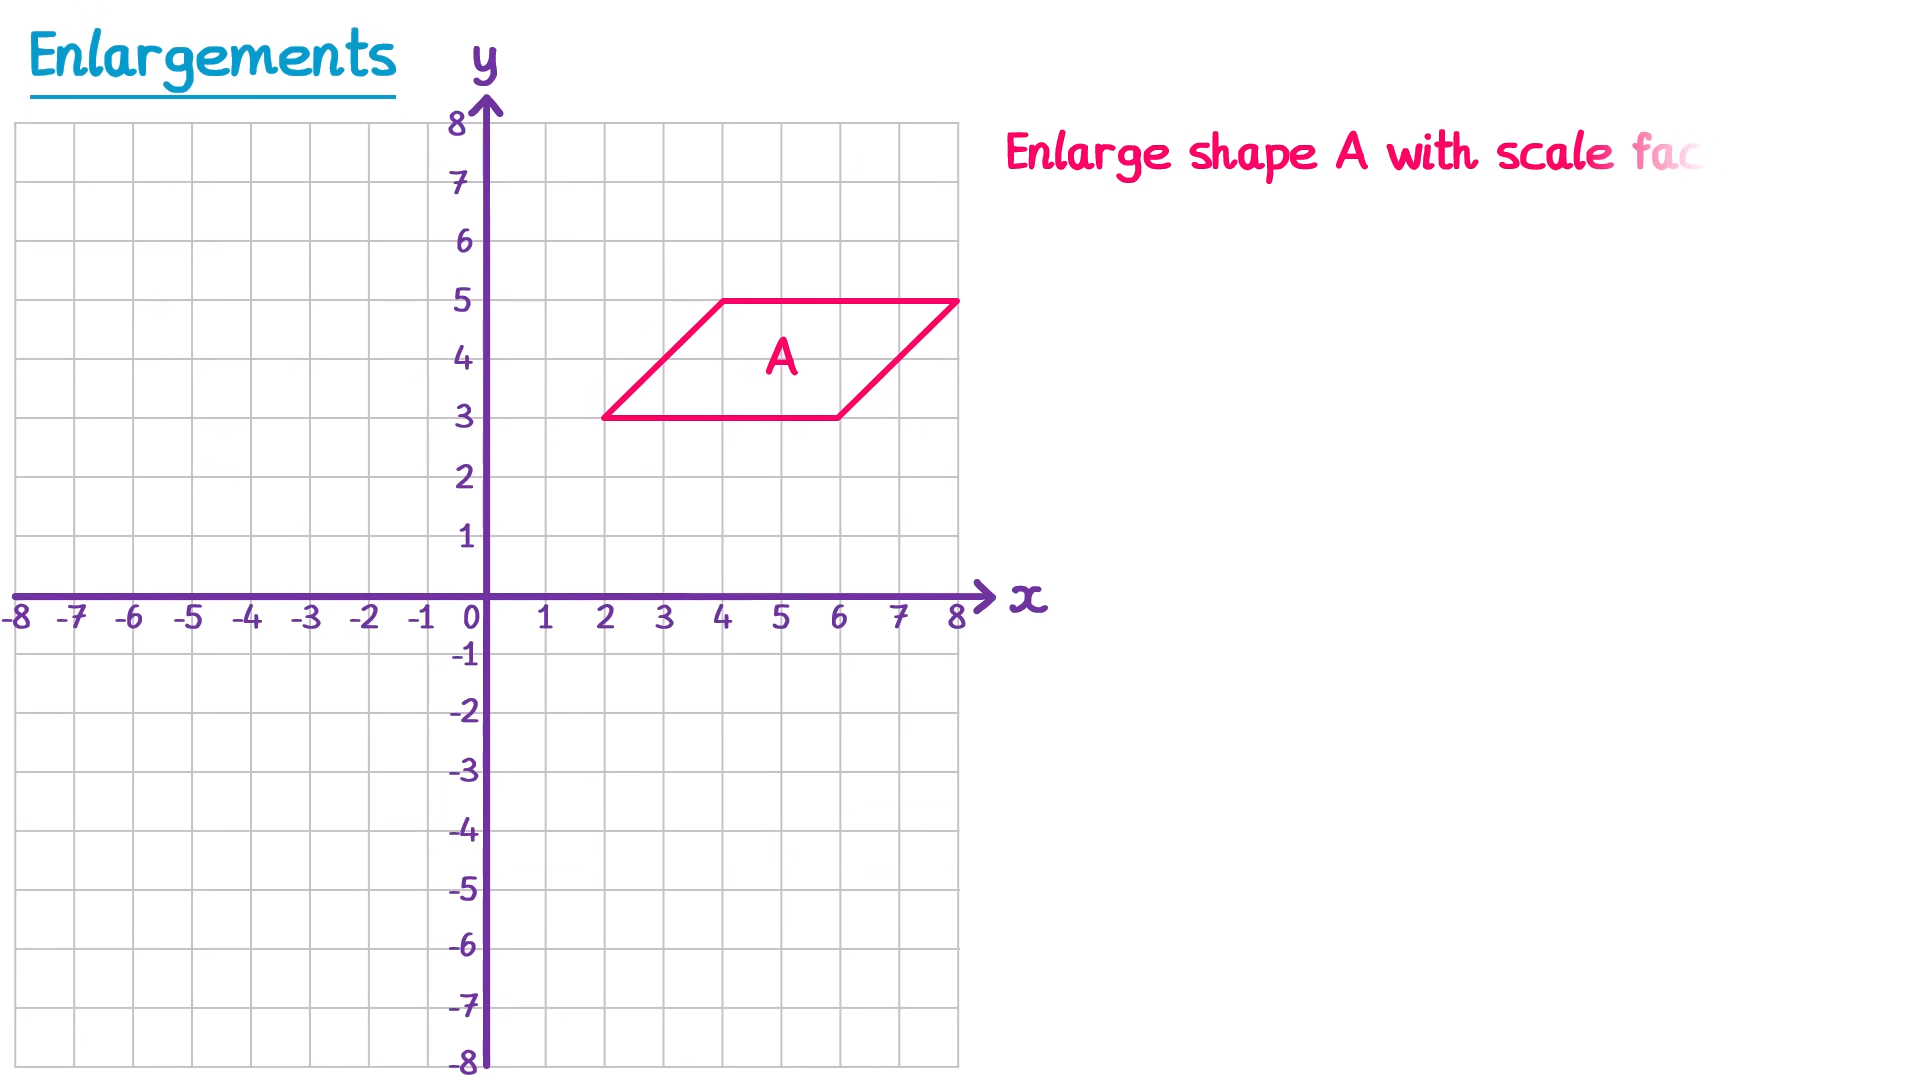 Enlargements
y
Enlarge shape A with scale
8
7
6
5
4
A
3
2
1
x
-8 -7 -6 -5 -4 -3 -2 -1 0 1 2 3 4 5 6 7 8
-1
-2
-3
-4
-5
-6
-7
-8